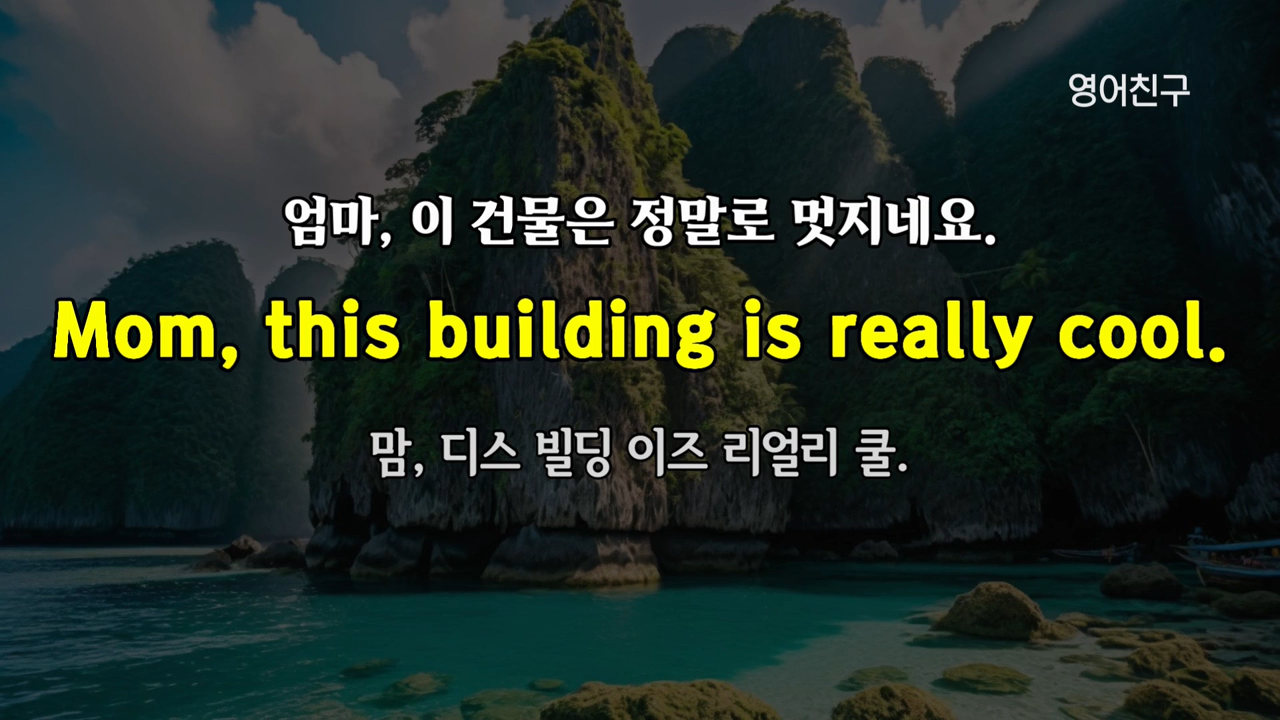 영어친구
엄마, 이 건물은 정말로 멋지네요.
Mom, this building is really cool.
맘, 디스 빌딩 이즈 리얼리 쿨.